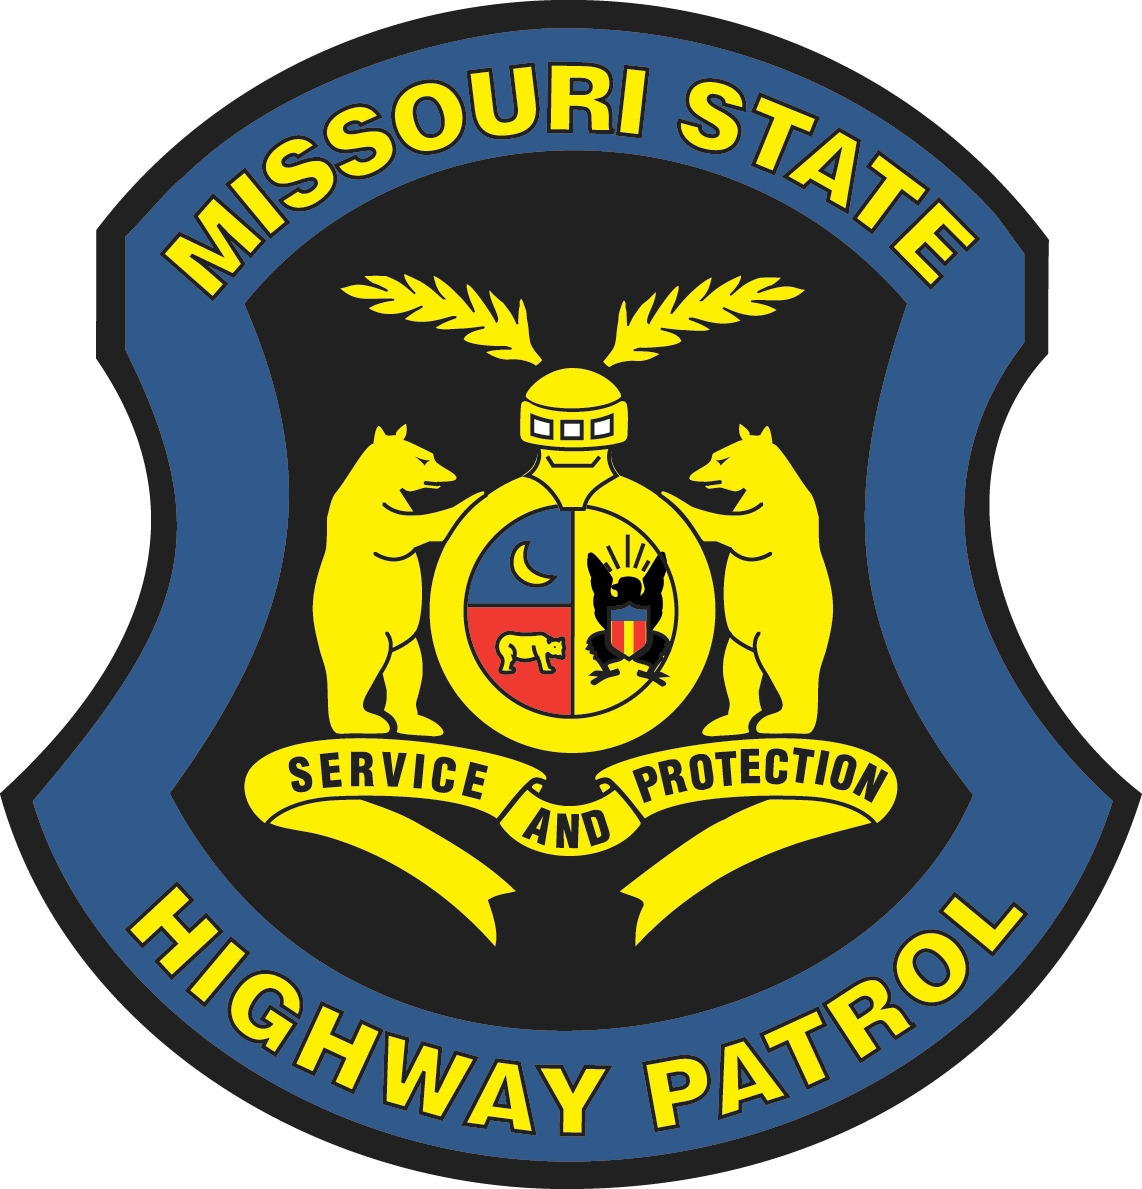 MISSOURI STATE
SERVICE AND PROTECTION
HIGHWAY PATROL